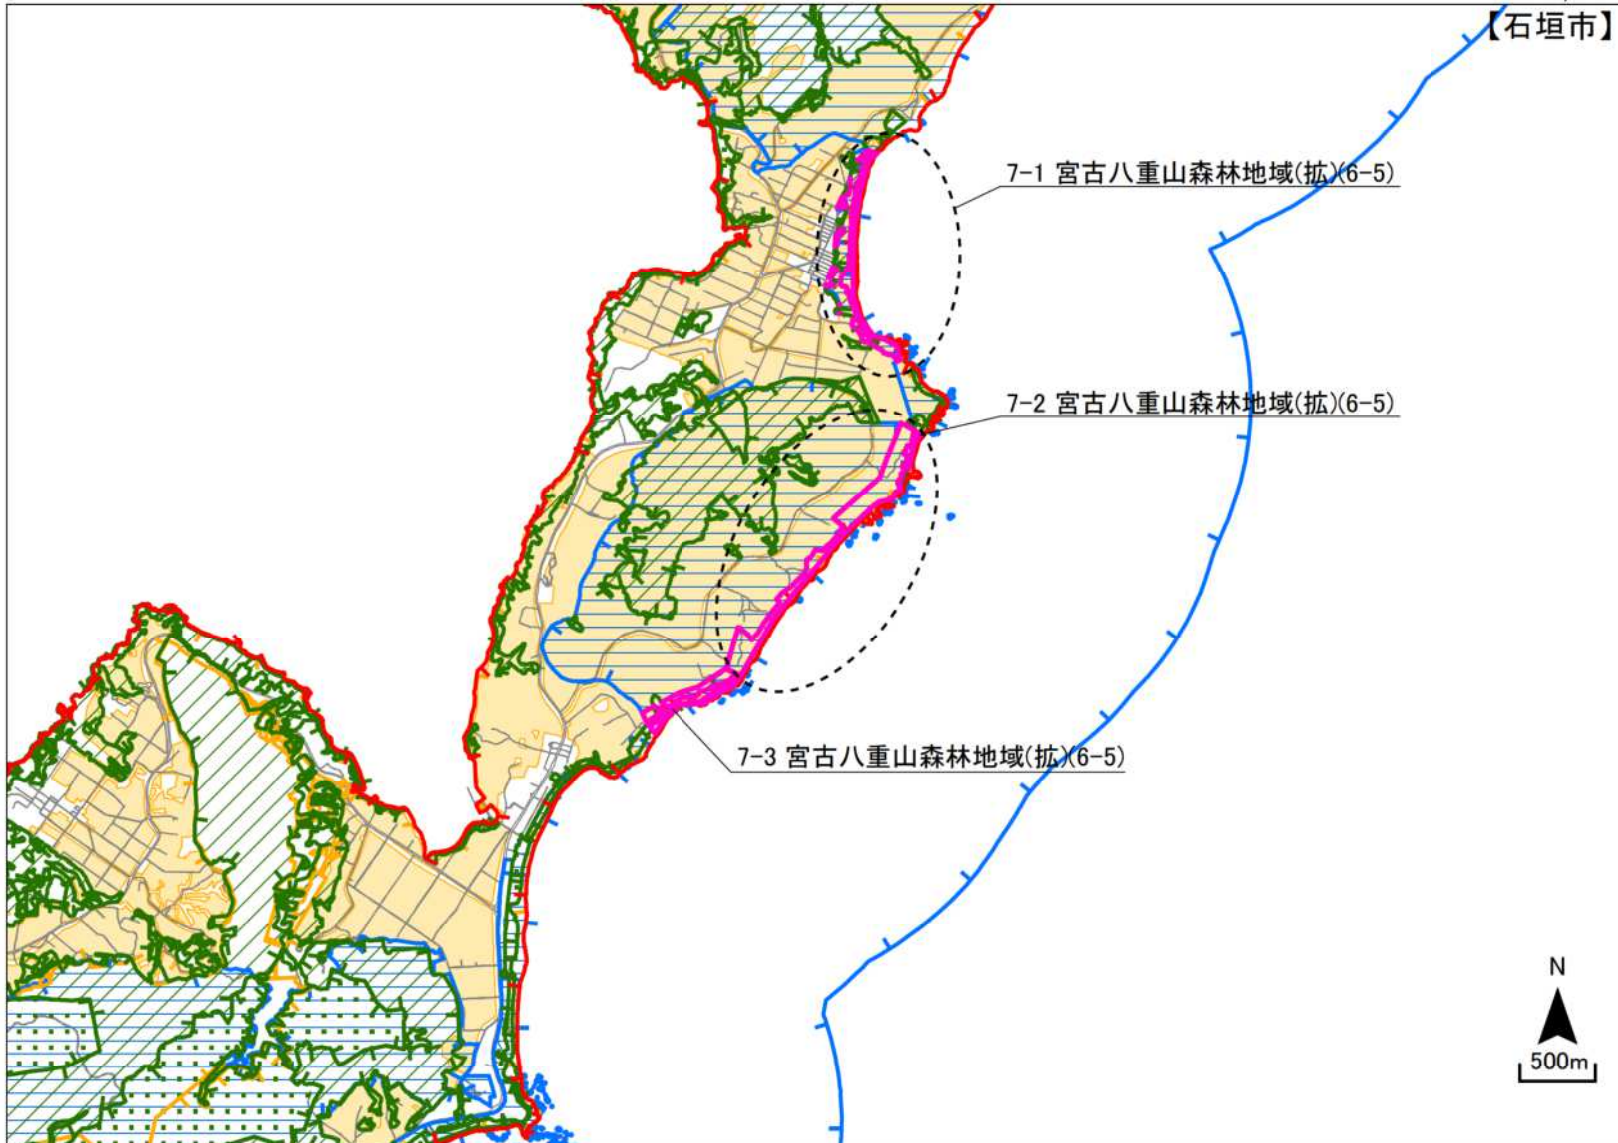 【石垣市】
7-1 宮古八重山森林地域(拡)(6-5)
7-2 宮古八重山森林地域(拡)(6-5)
7-3 宮古八重山森林地域(拡)(6-5)
N
500m